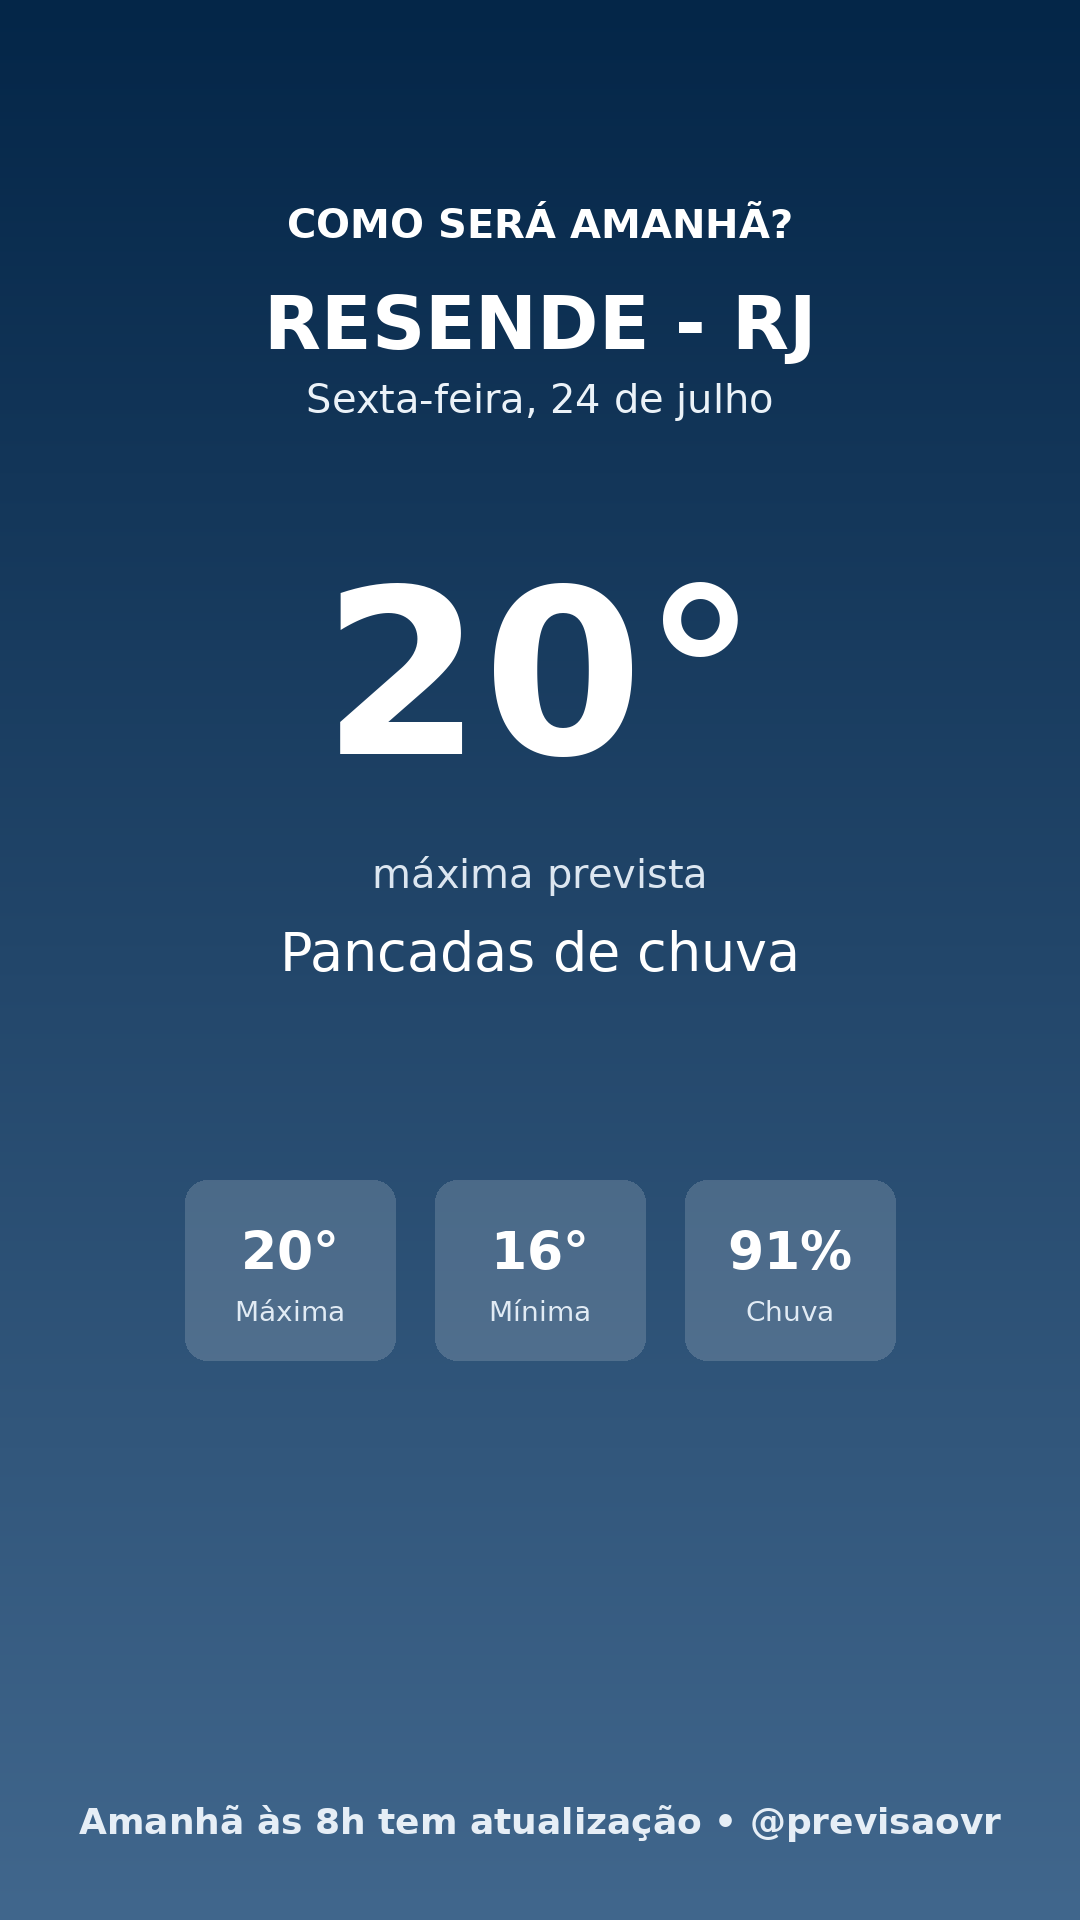 COMO SERÁ AMANHÃ?
RESENDE - RJ
Sexta-feira, 24 de julho
20°
máxima prevista
Pancadas de chuva
20° 16° 91%
Máxima Mínima Chuva
Amanhã às 8h tem atualização • @previsaovr